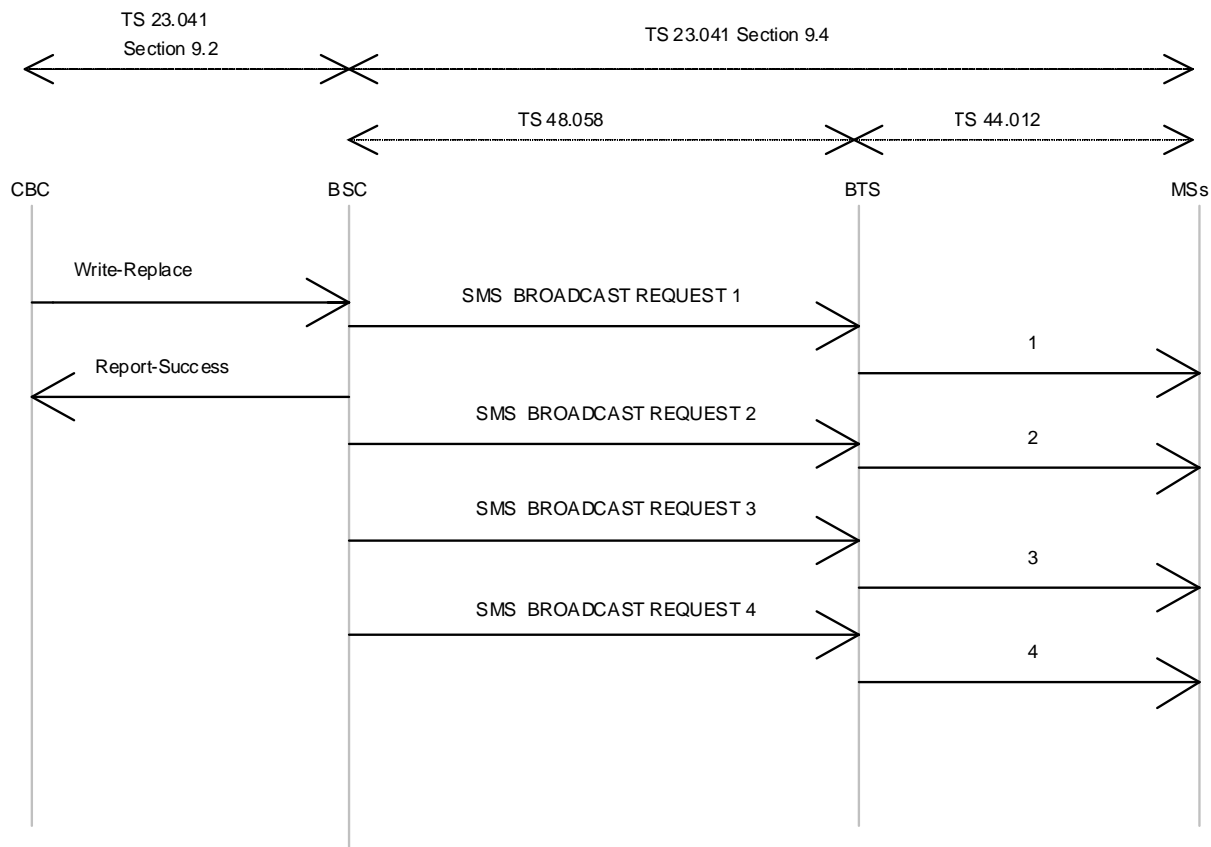 TS 23.041
Section 9.2
TS 23.041 Section 9.4
TS 48.058
TS 44.012
CBC
BSC
BTS
MSs
Write-Replace
SMS BROADCAST REQUEST 1
1
Report-Success
SMS BROADCAST REQUEST 2
2
SMS BROADCAST REQUEST 3
3
SMS BROADCAST REQUEST 4
4